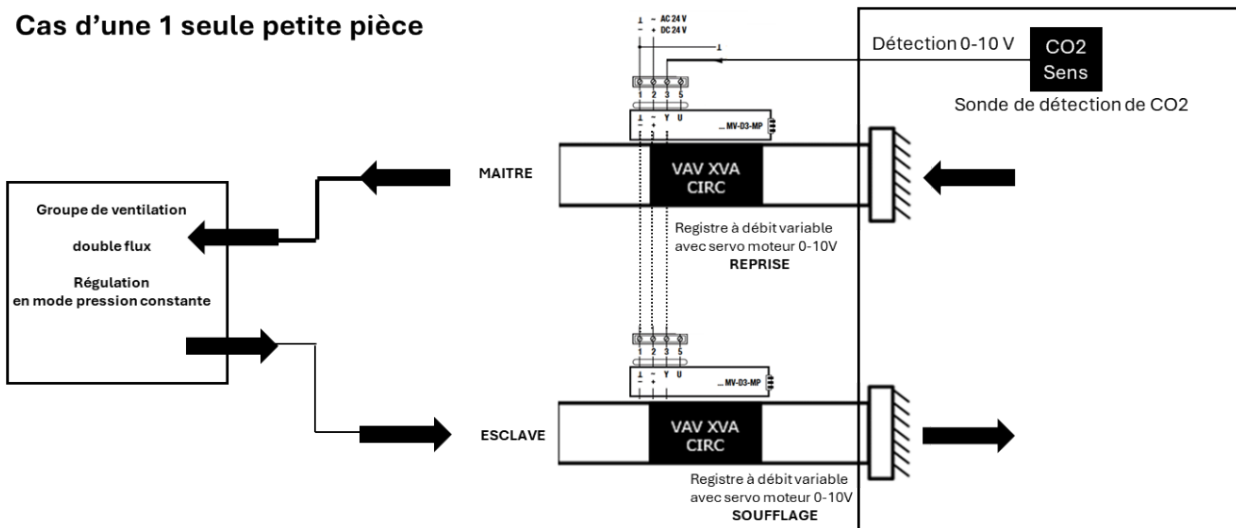 Cas d’une 1 seule petite pièce
⊥ ~ AC 24 V
– + DC 24 V
⊥
Détection 0-10 V
CO2
Sens
Sonde de détection de CO2
1 2 3 5
⊥ ~ Y U
– +
... MV-D3-MP
MAITRE
VAV XVA
CIRC
Registre à débit variable
avec servo moteur 0-10V
REPRISE
Groupe de ventilation
double flux
Régulation
en mode pression constante
1 2 3 5
⊥ ~ Y U
– +
... MV-D3-MP
ESCLAVE
VAV XVA
CIRC
Registre à débit variable
avec servo moteur 0-10V
SOUFFLAGE